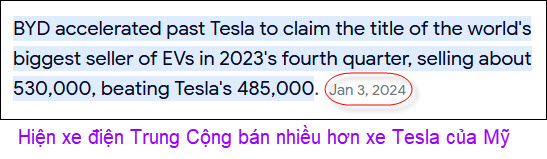 BYD accelerated past Tesla to claim the title of the world's
biggest seller of EVs in 2023's fourth quarter, selling about
530,000, beating Tesla's 485,000. Jan 3, 2024
Hiện xe điện Trung Cộng bán nhiều hơn xe Tesla của Mỹ